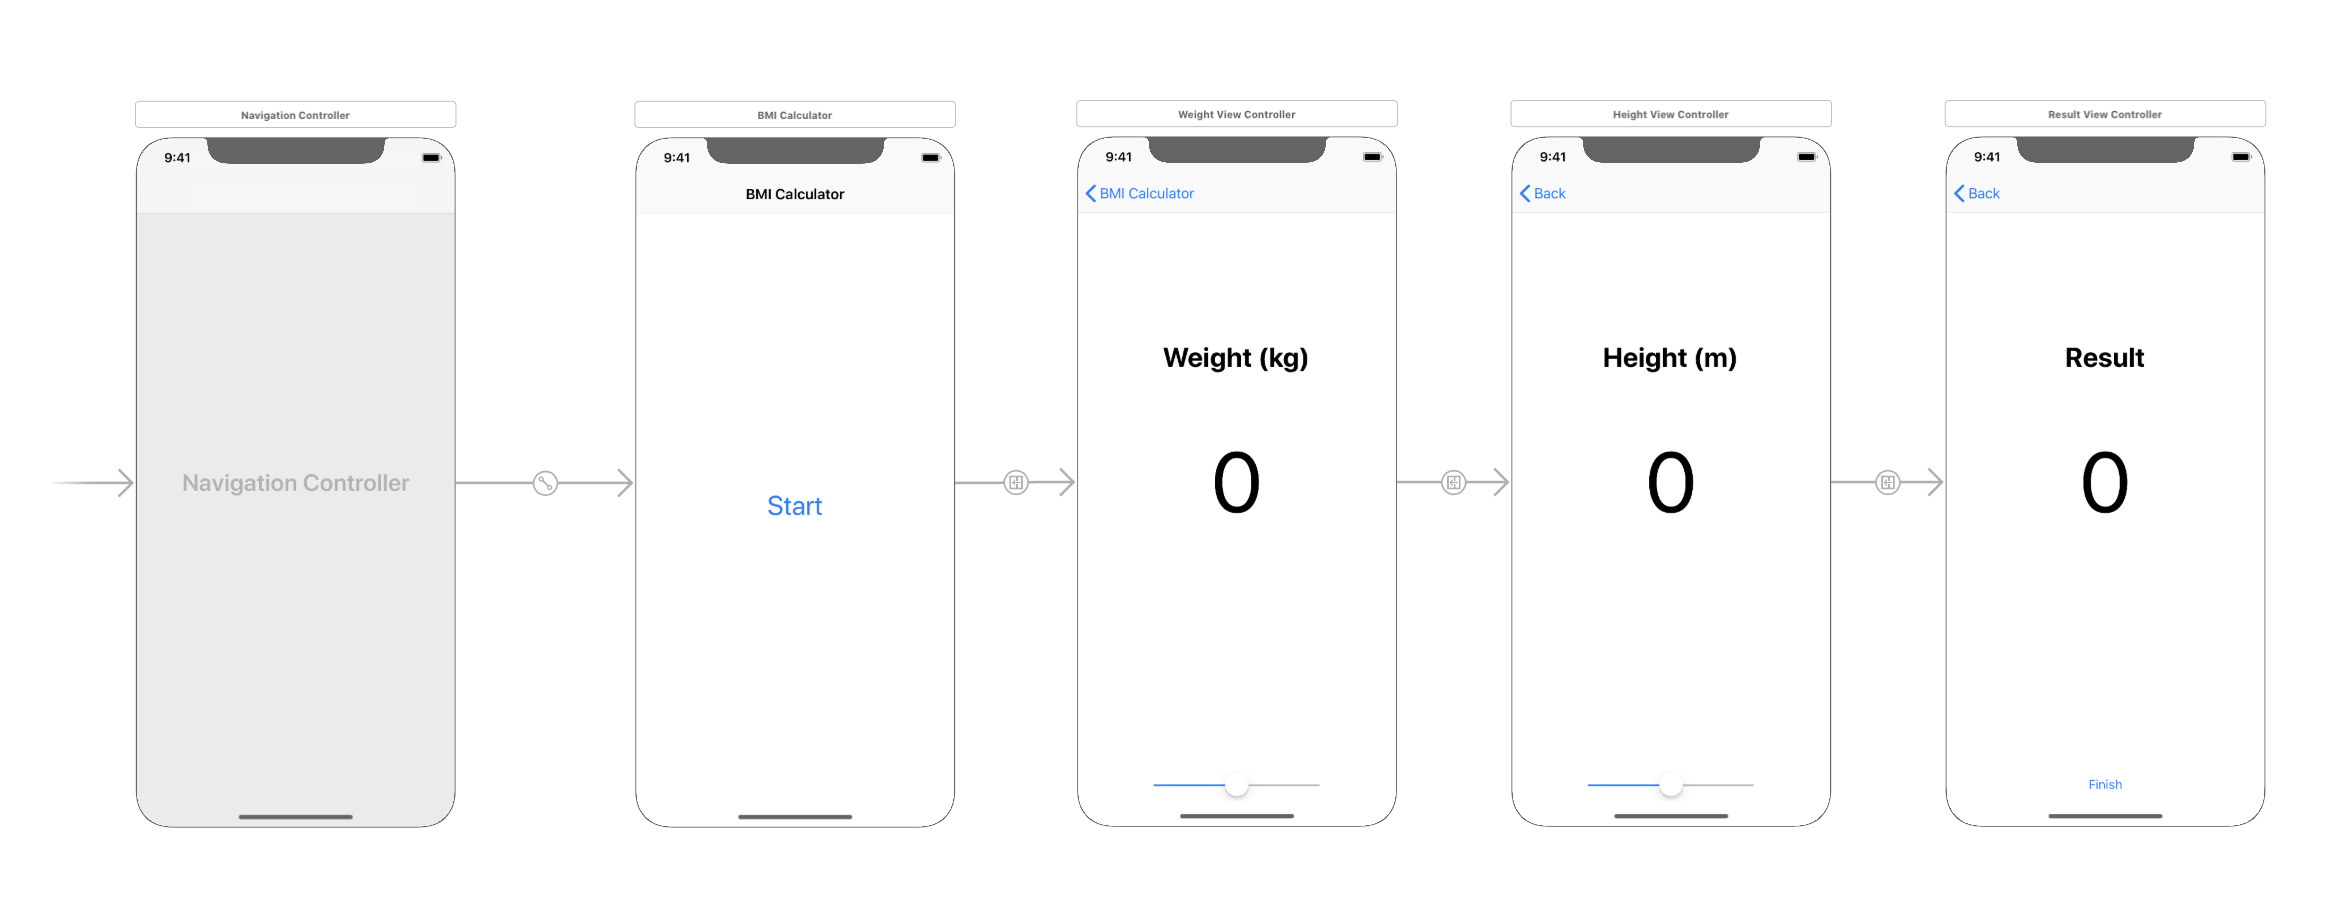 Navigation Controller
9:41
Navigation Controller
BMI Calculator
9:41
BMI Calculator
Start
Weight View Controller
9:41
BMI Calculator
Weight (kg)
0
Height View Controller
9:41
Back
Height (m)
0
Result View Controller
9:41
Back
Result
0
Finish